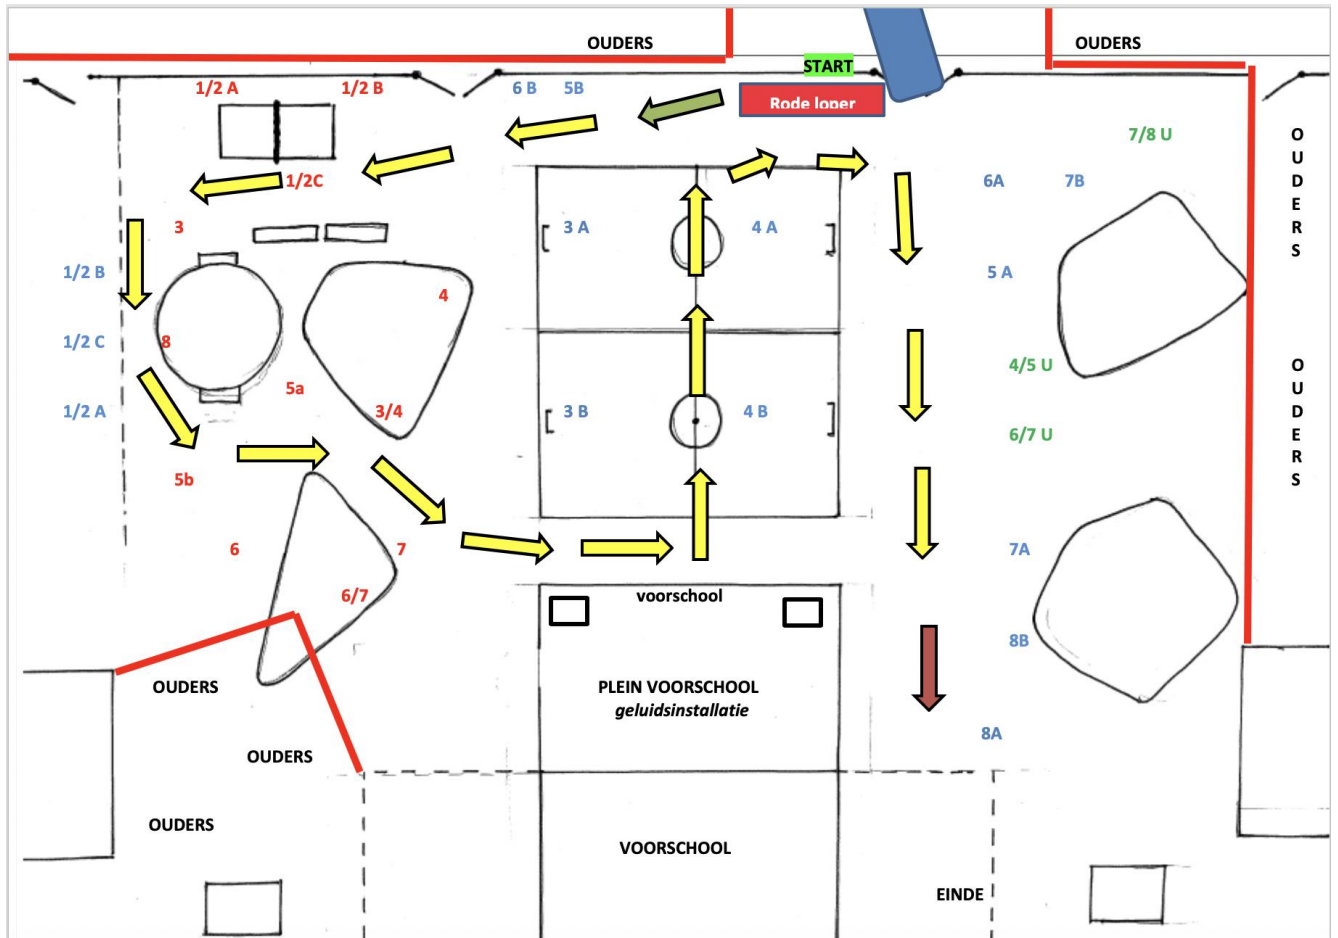 OUDERS
OUDERS
START
1/2 A
1/2 B
6 B
5B
Rode loper
7/8 U
OUDERS
1/2C
6A
7B
3
3 A
4 A
1/2 B
5 A
4
1/2 C
8
4/5 U
OUDERS
5a
1/2 A
3/4
3 B
4 B
6/7 U
5b
6
7
7A
6/7
voorschool
8B
OUDERS
PLEIN VOORSCHOOL
geluidsinstallatie
8A
OUDERS
OUDERS
VOORSCHOOL
EINDE